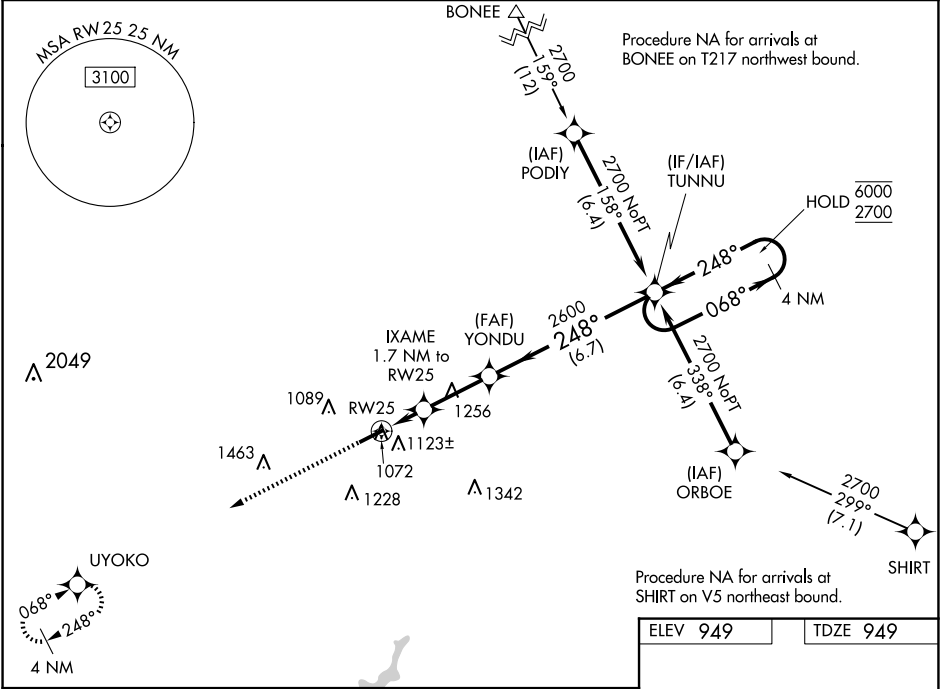 MSA RW25 25 NM
3100
BONEE
2700
159°
(12)
Procedure NA for arrivals at
BONEE on T217 northwest bound.
(IAF)
PODIY
2700 NoPT
158°
(6.4)
(IF/IAF)
TUNNU
HOLD 6000
2700
248°
068°
4 NM
2600
248°
(6.7)
(FAF)
YONDU
IXAME
1.7 NM to
RW25
2700 NoPT
338°
(6.4)
2049
1089
RW25
1256
1123±
1072
1463
1228
1342
(IAF)
ORBOE
2700
299°
(7.1)
SHIRT
UYOKO
068°
248°
4 NM
Procedure NA for arrivals at
SHIRT on V5 northeast bound.
ELEV 949
TDZE 949